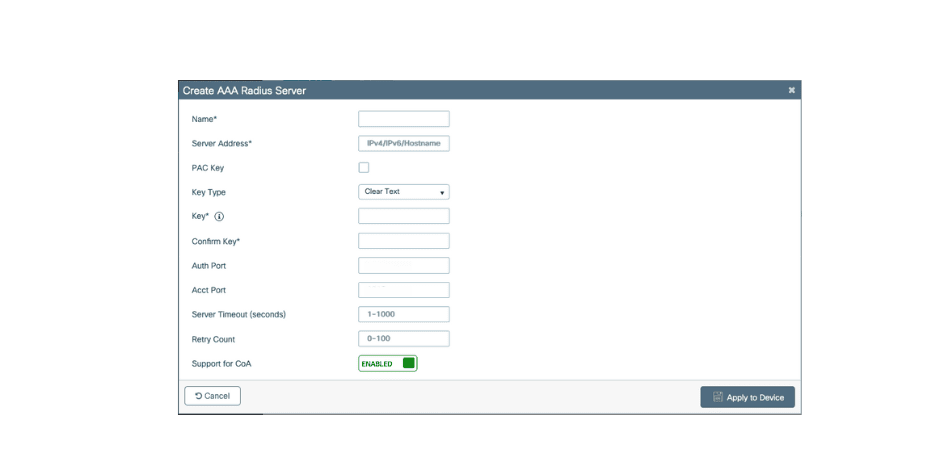 Create AAA Radius Server
Name*
Server Address* IPv4/IPv6/Hostname
PAC Key
Key Type Clear Text
Key*
Confirm Key*
Auth Port
Acct Port
Server Timeout (seconds) 1-1000
Retry Count 0-100
Support for CoA ENABLED
Cancel Apply to Device